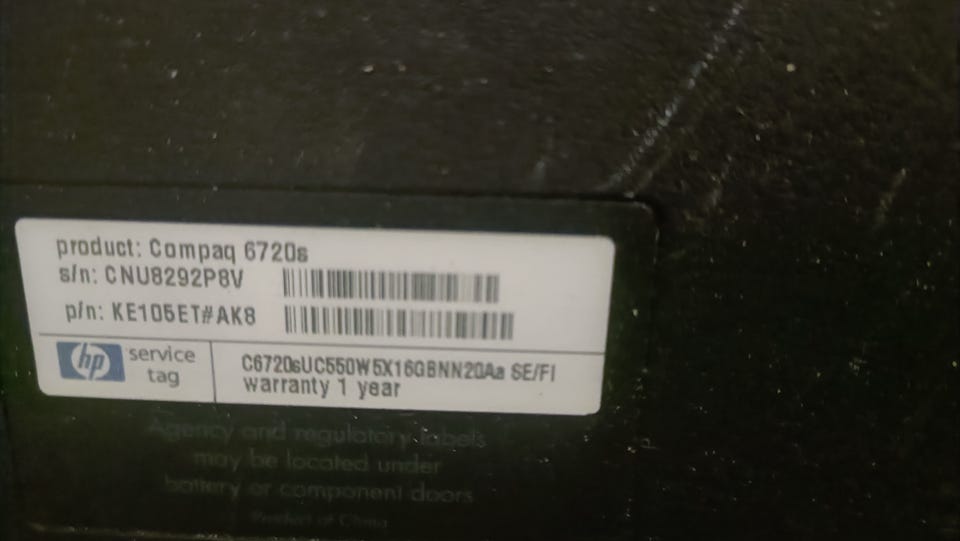 product: Compaq 6720s
s/n: CNU8292P8V
p/n: KE105ET#AK8
hp service
tag
C6720sUC550W5X160BNN20Aa SE/FI
warranty 1 year
Agency and regulatory labels
may be located under
battery or component doors
Product of China